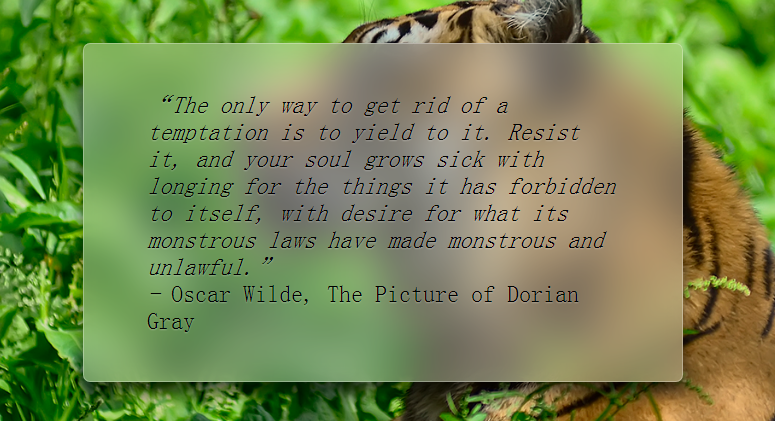 “The only way to get rid of a
temptation is to yield to it. Resist
it, and your soul grows sick with
longing for the things it has forbidden
to itself, with desire for what its
monstrous laws have made monstrous and
unlawful.”
— Oscar Wilde, The Picture of Dorian
Gray